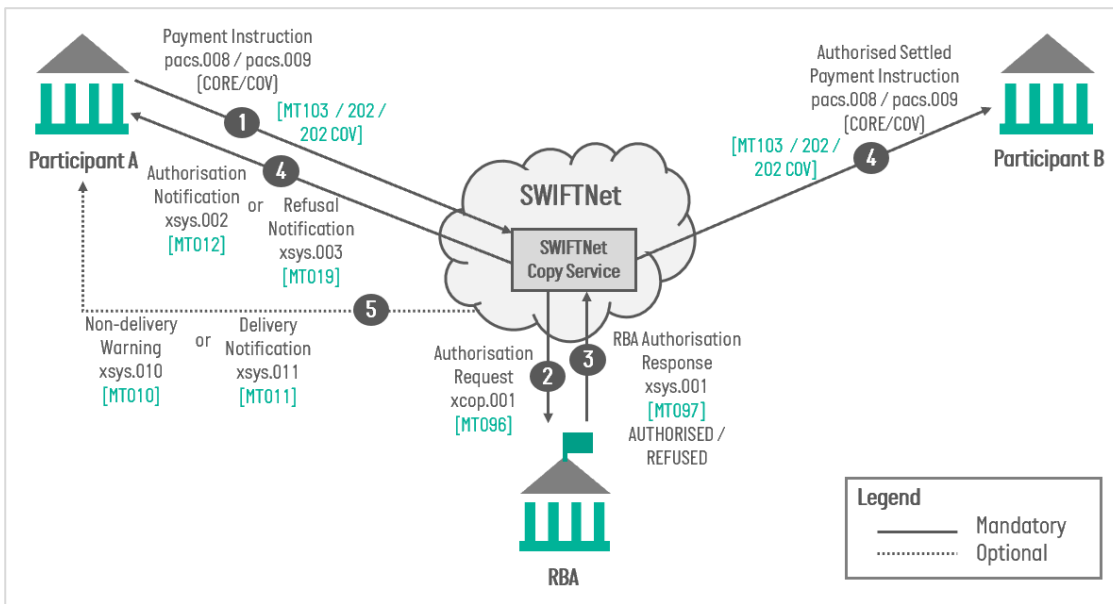 Payment Instruction
pacs.008 / pacs.009
(CORE/COV)
1
[MT103 / 202 /
202 COV]
Participant A
4
Authorisation
Notification
xsys.002
[MT012]
or
Refusal
Notification
xsys.003
[MT019]
SWIFTNet
SWIFTNet
Copy Service
Authorised Settled
Payment Instruction
pacs.008 / pacs.009
(CORE/COV)
[MT103 / 202 /
202 COV]
4
Participant B
5
Non-delivery
Warning
xsys.010
[MT010]
or
Delivery
Notification
xsys.011
[MT011]
Authorisation
Request
xcop.001
[MT096]
2
3
RBA Authorisation
Response
xsys.001
[MT097]
AUTHORISED /
REFUSED
RBA
Legend
Mandatory
Optional